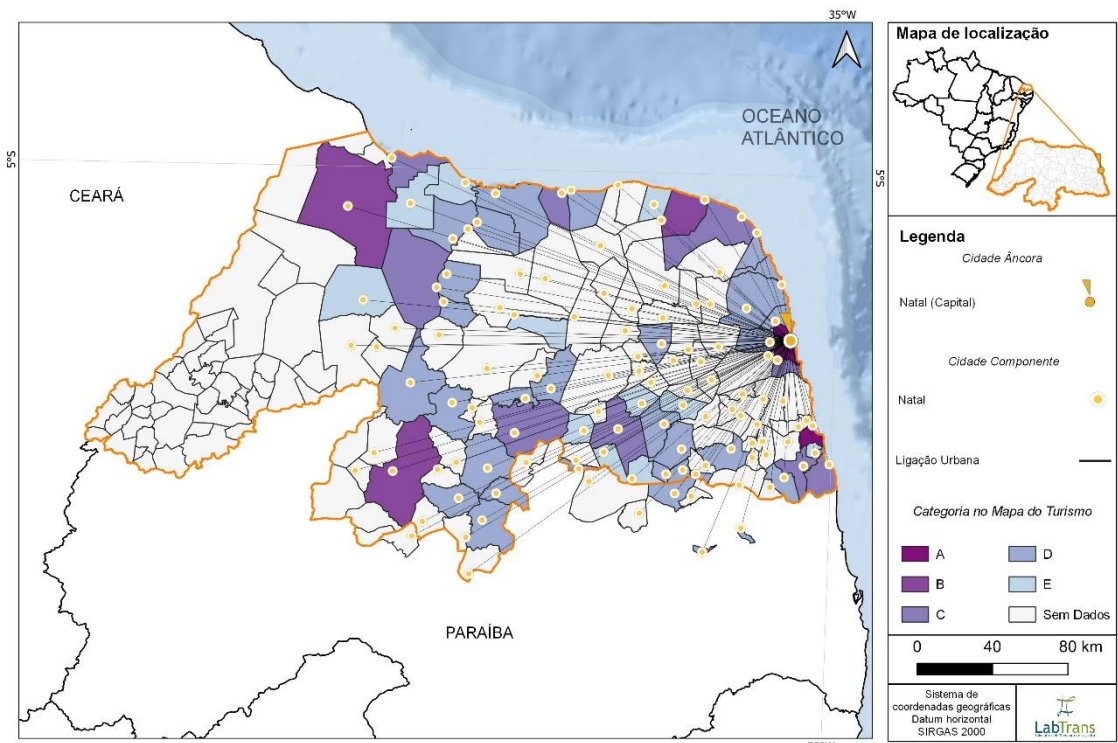 35°W
5°S
5°S
CEARÁ
OCEANO
ATLÂNTICO
PARAÍBA
Mapa de localização
Legenda
Cidade Âncora
Natal (Capital)
Cidade Componente
Natal
Ligação Urbana
Categoria no Mapa do Turismo
A
D
B
E
C
Sem Dados
0 40 80 km
Sistema de
coordenadas geográficas
Datum horizontal
SIRGAS 2000
LabTrans